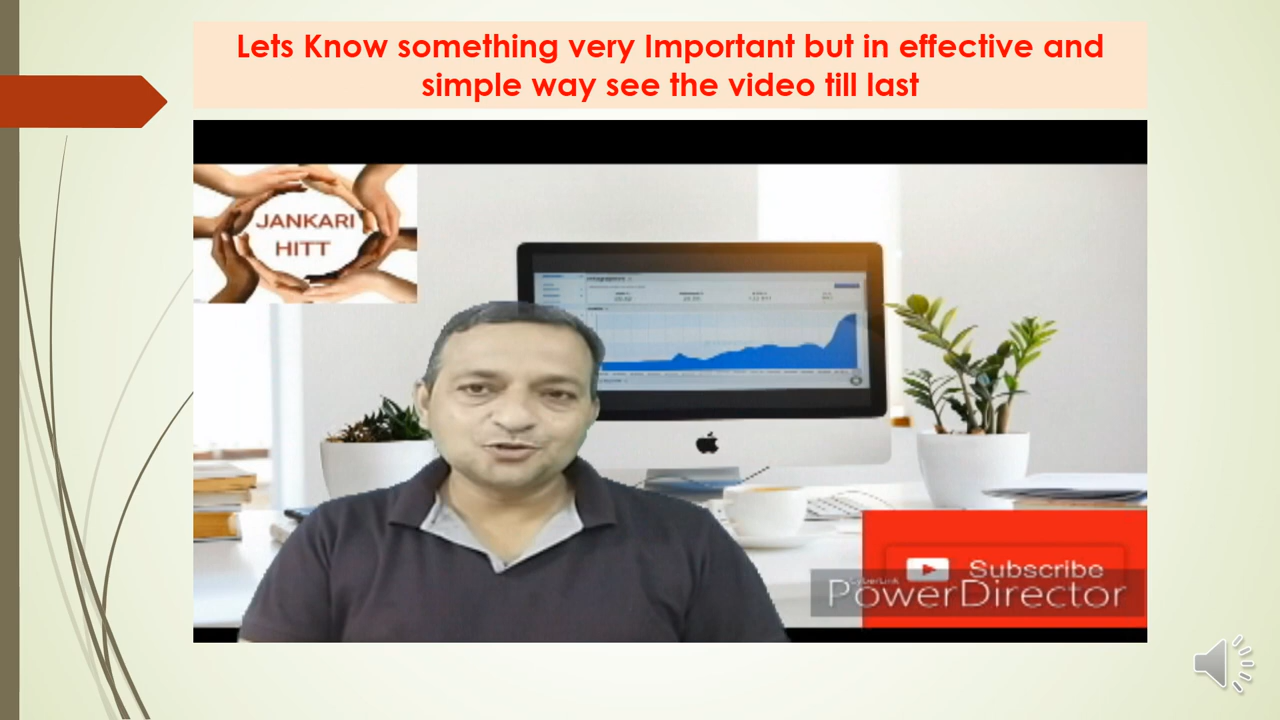 Lets Know something very Important but in effective and
simple way see the video till last
JANKARI
HITT
Subscribe
CyberLink
PowerDirector